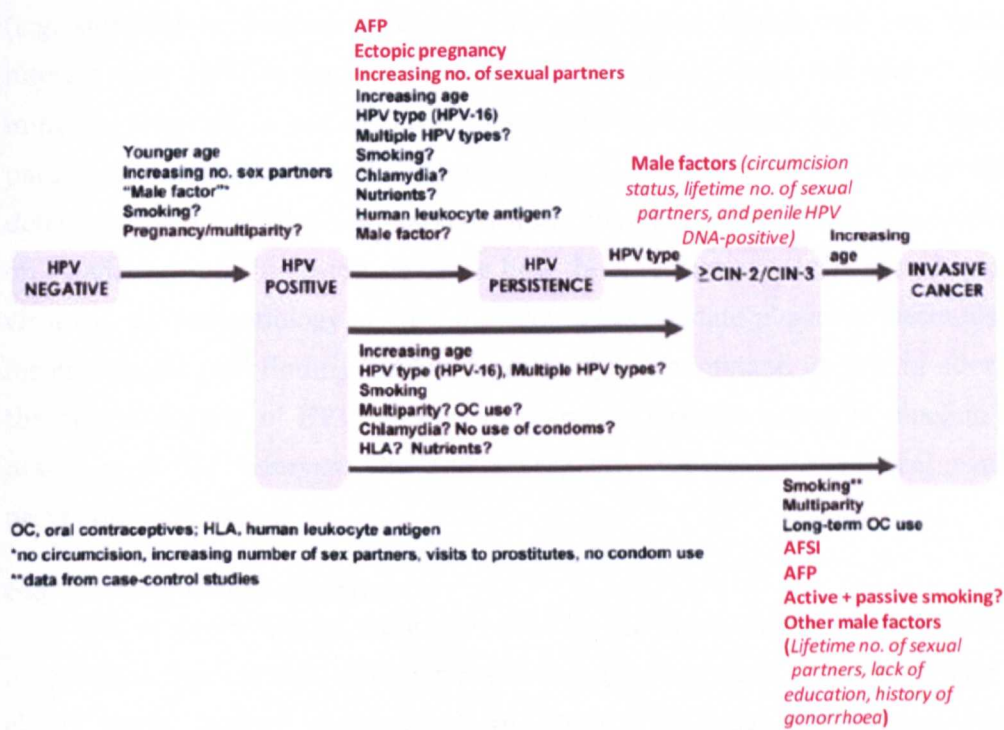 AFP
Ectopic pregnancy
Increasing no. of sexual partners
Increasing age
HPV type (HPV-16)
Multiple HPV types?
Smoking?
Chlamydia?
Nutrients?
Human leukocyte antigen?
Male factor?
Younger age
Increasing no. sex partners
"Male factor"*
Smoking?
Pregnancy/multiparity?
Male factors (circumcision
status, lifetime no. of sexual
partners, and penile HPV
DNA-positive)
Increasing
age
HPV type
HPV
NEGATIVE
HPV
POSITIVE
HPV
PERSISTENCE
≥CIN-2/CIN-3
INVASIVE
CANCER
Increasing age
HPV type (HPV-16), Multiple HPV types?
Smoking
Multiparity? OC use?
Chlamydia? No use of condoms?
HLA? Nutrients?
Smoking**
Multiparity
Long-term OC use
AFSI
AFP
Active + passive smoking?
Other male factors
(Lifetime no. of sexual
partners, lack of
education, history of
gonorrhoea)
OC, oral contraceptives; HLA, human leukocyte antigen
*no circumcision, increasing number of sex partners, visits to prostitutes, no condom use
**data from case-control studies